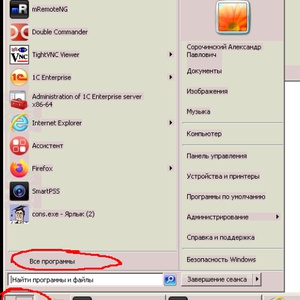 mRemoteNG
Double Commander
TightVNC Viewer
1C Enterprise
Administration of 1C Enterprise server
x86-64
Internet Explorer
Ассистент
Firefox
SmartPSS
cons.exe - Ярлык (2)
Все программы
Найти программы и файлы
Сорочинский Александр
Павлович
Документы
Изображения
Музыка
Компьютер
Панель управления
Устройства и принтеры
Программы по умолчанию
Администрирование
Справка и поддержка
Безопасность Windows
Завершение сеанса